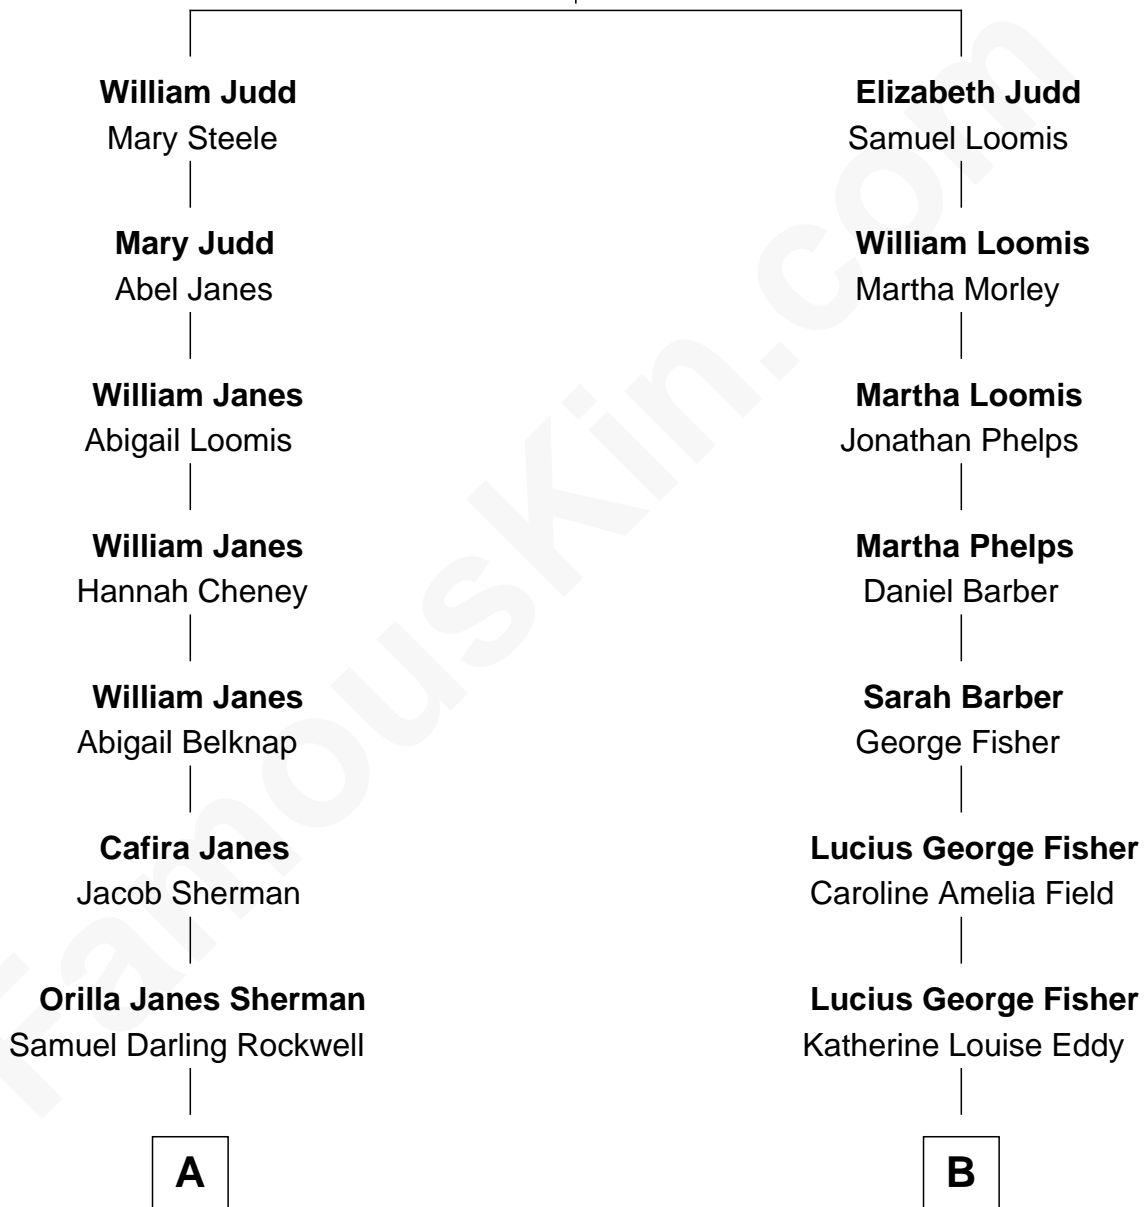 William Judd
Mary Steele
Mary Judd
Abel Janes
William Janes
Abigail Loomis
William Janes
Hannah Cheney
William Janes
Abigail Belknap
Cafira Janes
Jacob Sherman
Orilla Janes Sherman
Samuel Darling Rockwell
A
Elizabeth Judd
Samuel Loomis
William Loomis
Martha Morley
Martha Loomis
Jonathan Phelps
Martha Phelps
Daniel Barber
Sarah Barber
George Fisher
Lucius George Fisher
Caroline Amelia Field
Lucius George Fisher
Katherine Louise Eddy
B
FamousKin.com